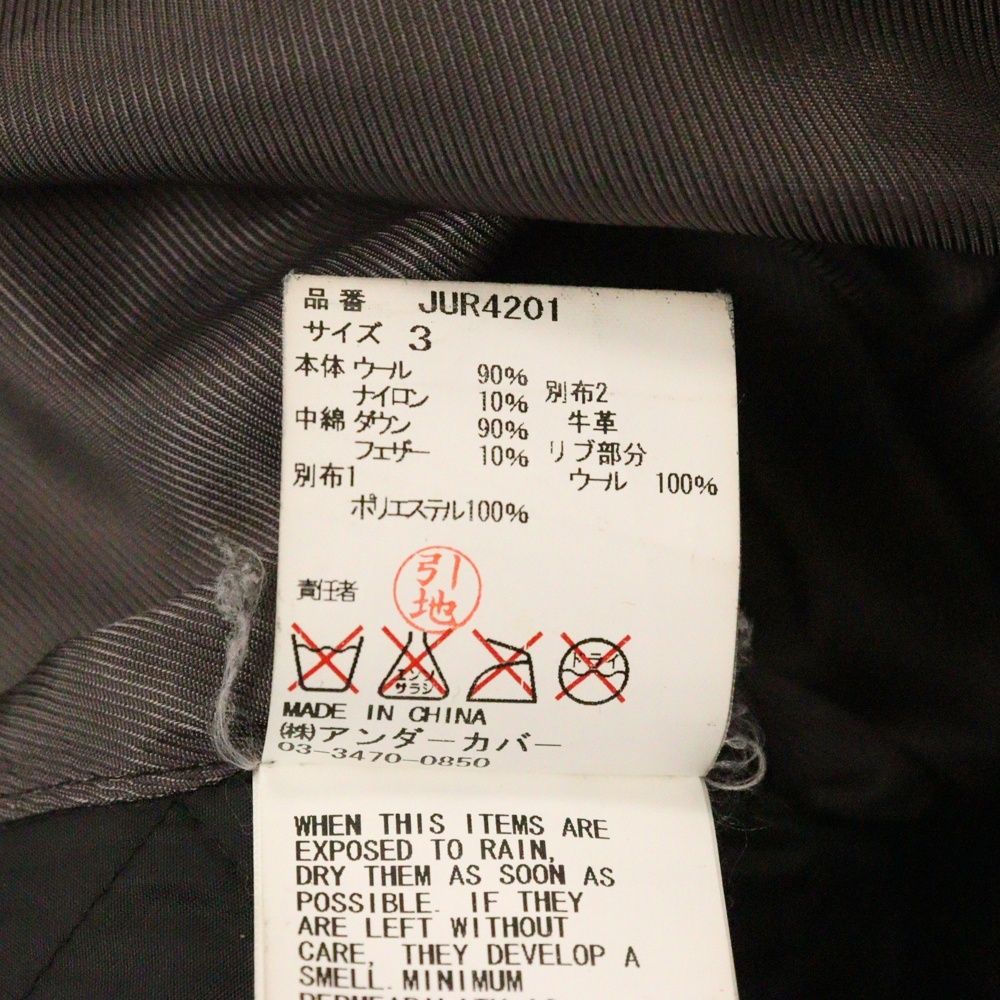 品番 JUR4201
サイズ 3
本体 ウール 90%
ナイロン 10%
中綿 ダウン 90%
フェザー 10%
別布1
ポリエステル100%
別布2
牛革
リブ部分
ウール 100%
責任者
引地
エンソ
サラシ
ドライ
MADE IN CHINA
(株)アンダーカバー
03-3470-0850
WHEN THIS ITEMS ARE
EXPOSED TO RAIN,
DRY THEM AS SOON AS
POSSIBLE. IF THEY
ARE LEFT WITHOUT
CARE, THEY DEVELOP A
SMELL. MINIMUM